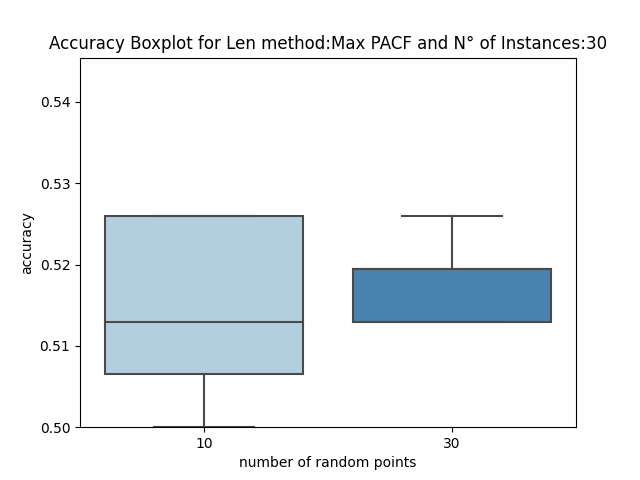 Accuracy Boxplot for Len method:Max PACF and N° of Instances:30
0.54
0.53
0.52
0.51
0.50
accuracy
10 30
number of random points